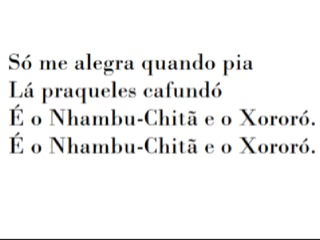 Só me alegra quando pia
Lá praqueles cafundó
É o Nhambu-Chitã e o Xororó.
É o Nhambu-Chitã e o Xororó.